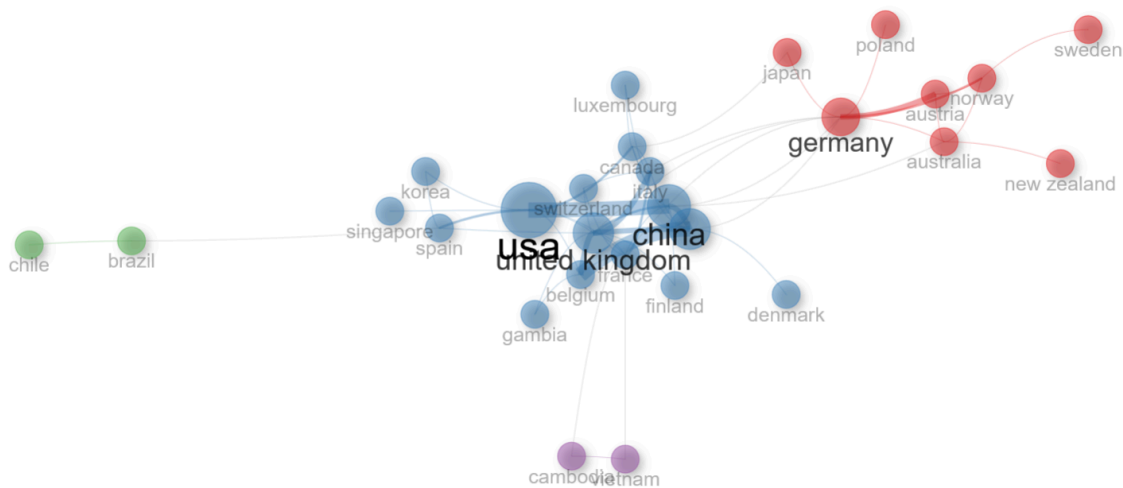 poland
sweden
japan
luxembourg
norway
austria
germany
canada
australia
korea
italy
new zealand
switzerland
singapore
usa
china
spain
chile
brazil
united kingdom
france
belgium
finland
denmark
gambia
cambodia
vietnam